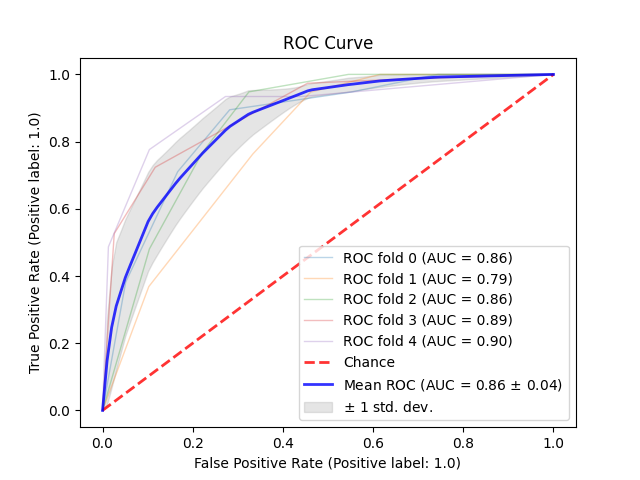 ROC Curve
True Positive Rate (Positive label: 1.0)
1.0
0.8
0.6
0.4
0.2
0.0
ROC fold 0 (AUC = 0.86)
ROC fold 1 (AUC = 0.79)
ROC fold 2 (AUC = 0.86)
ROC fold 3 (AUC = 0.89)
ROC fold 4 (AUC = 0.90)
Chance
Mean ROC (AUC = 0.86 ± 0.04)
± 1 std. dev.
0.0 0.2 0.4 0.6 0.8 1.0
False Positive Rate (Positive label: 1.0)